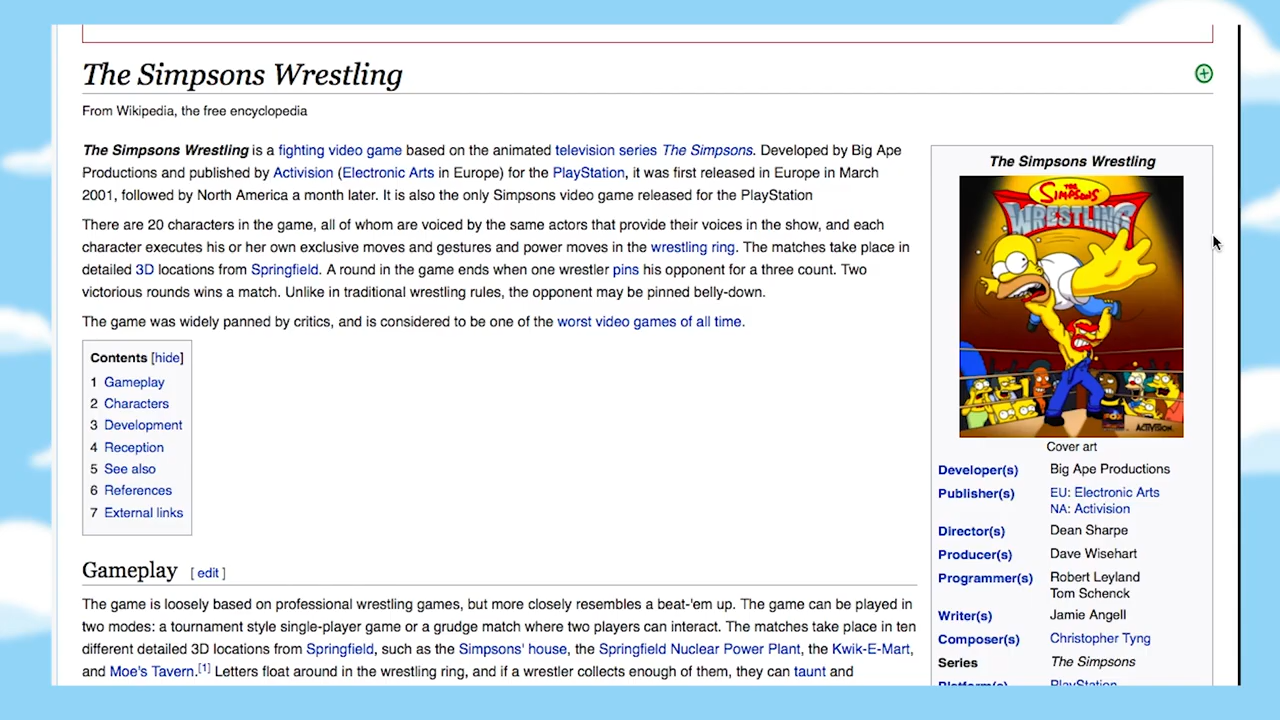 The Simpsons Wrestling
From Wikipedia, the free encyclopedia
The Simpsons Wrestling is a fighting video game based on the animated television series The Simpsons. Developed by Big Ape
Productions and published by Activision (Electronic Arts in Europe) for the PlayStation, it was first released in Europe in March
2001, followed by North America a month later. It is also the only Simpsons video game released for the PlayStation
There are 20 characters in the game, all of whom are voiced by the same actors that provide their voices in the show, and each
character executes his or her own exclusive moves and gestures and power moves in the wrestling ring. The matches take place in
detailed 3D locations from Springfield. A round in the game ends when one wrestler pins his opponent for a three count. Two
victorious rounds wins a match. Unlike in traditional wrestling rules, the opponent may be pinned belly-down.
The game was widely panned by critics, and is considered to be one of the worst video games of all time.
Contents [hide]
1 Gameplay
2 Characters
3 Development
4 Reception
5 See also
6 References
7 External links
Gameplay [ edit ]
The game is loosely based on professional wrestling games, but more closely resembles a beat-'em up. The game can be played in
two modes: a tournament style single-player game or a grudge match where two players can interact. The matches take place in ten
different detailed 3D locations from Springfield, such as the Simpsons' house, the Springfield Nuclear Power Plant, the Kwik-E-Mart,
and Moe's Tavern.[1] Letters float around in the wrestling ring, and if a wrestler collects enough of them, they can taunt and
The Simpsons Wrestling
THE SIMPSONS
WRESTLING
ACTIVISION
Cover art
Developer(s) Big Ape Productions
Publisher(s) EU: Electronic Arts
NA: Activision
Director(s) Dean Sharpe
Producer(s) Dave Wisehart
Programmer(s) Robert Leyland
Tom Schenck
Writer(s) Jamie Angell
Composer(s) Christopher Tyng
Series The Simpsons
Platform(s) PlayStation